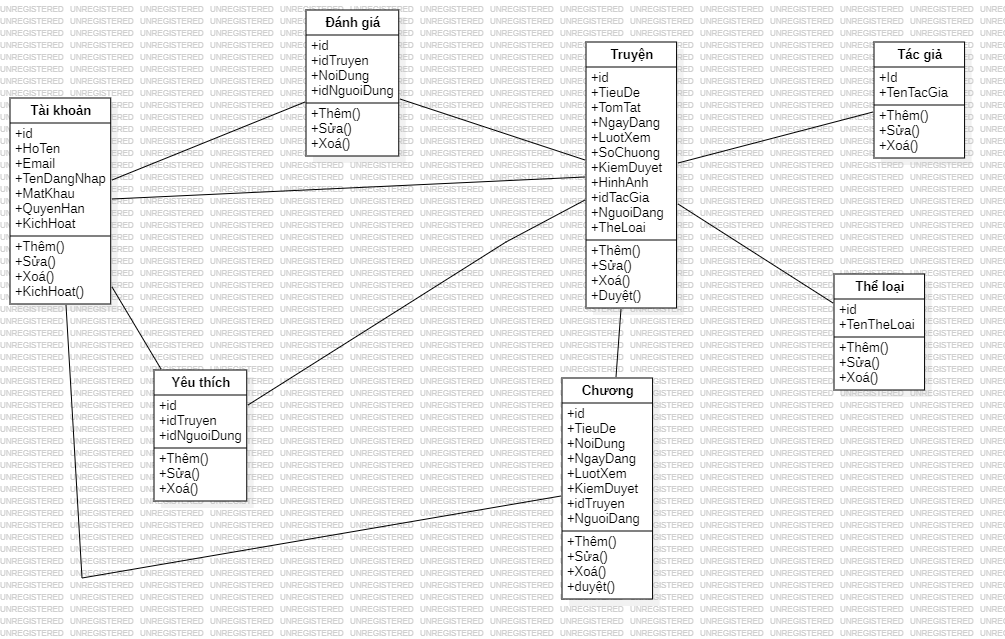 Đánh giá
+id
+idTruyen
+NoiDung
+idNguoiDung
+Thêm()
+Sửa()
+Xoá()
Truyện
+id
+TieuDe
+TomTat
+NgayDang
+LuotXem
+SoChuong
+KiemDuyet
+HinhAnh
+idTacGia
+NguoiDang
+TheLoai
+Thêm()
+Sửa()
+Xoá()
+Duyệt()
Tác giả
+Id
+TenTacGia
+Thêm()
+Sửa()
+Xoá()
Tài khoản
+id
+HoTen
+Email
+TenDangNhap
+MatKhau
+QuyenHan
+KichHoat
+Thêm()
+Sửa()
+Xoá()
+KichHoat()
Thể loại
+id
+TenTheLoai
+Thêm()
+Sửa()
+Xoá()
Yêu thích
+id
+idTruyen
+idNguoiDung
+Thêm()
+Sửa()
+Xoá()
Chương
+id
+TieuDe
+NoiDung
+NgayDang
+LuotXem
+KiemDuyet
+idTruyen
+NguoiDang
+Thêm()
+Sửa()
+Xoá()
+duyệt()
UNREGISTERED